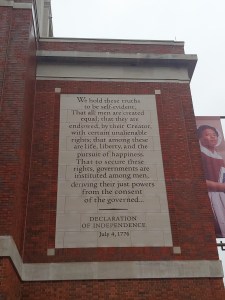 We hold these truths
to be self-evident,
That all men are created
equal; that they are
endowed, by their Creator,
with certain unalienable
rights; that among these
are life, liberty, and the
pursuit of happiness.
That to secure these
rights, governments are
instituted among men,
deriving their just powers
from the consent
of the governed...
DECLARATION
OF INDEPENDENCE
July 4, 1776